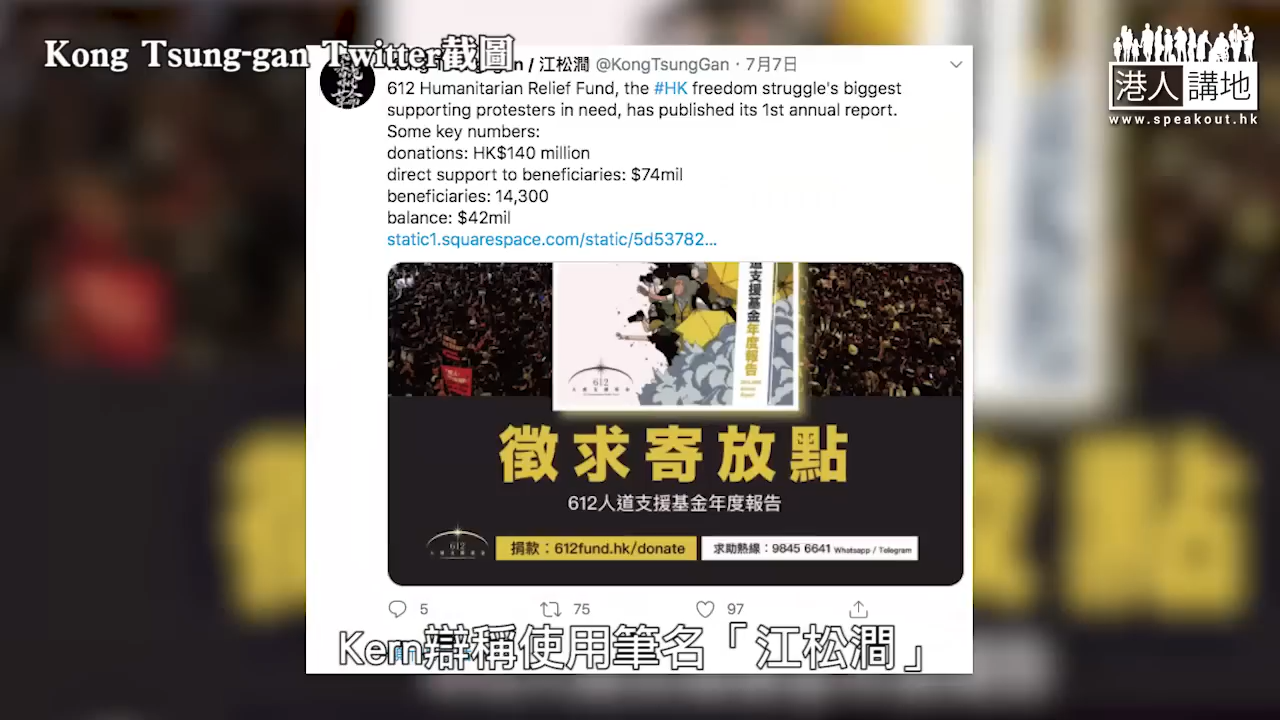 Kong Tsung-gan Twitter截圖
/ 江松澗 @KongTsungGan · 7月7日
612 Humanitarian Relief Fund, the #HK freedom struggle's biggest
supporting protesters in need, has published its 1st annual report.
Some key numbers:
donations: HK$140 million
direct support to beneficiaries: $74mil
beneficiaries: 14,300
balance: $42mil
static1.squarespace.com/static/5d53782...
道支援基金年度報告
612
徵求寄放點
612人道支援基金年度報告
612
捐款：612fund.hk/donate
求助熱線：9845 6641 Whatsapp / Telegram
5
75
97
Kern辯稱使用筆名「江松澗」
港人講地
www.speakout.hk